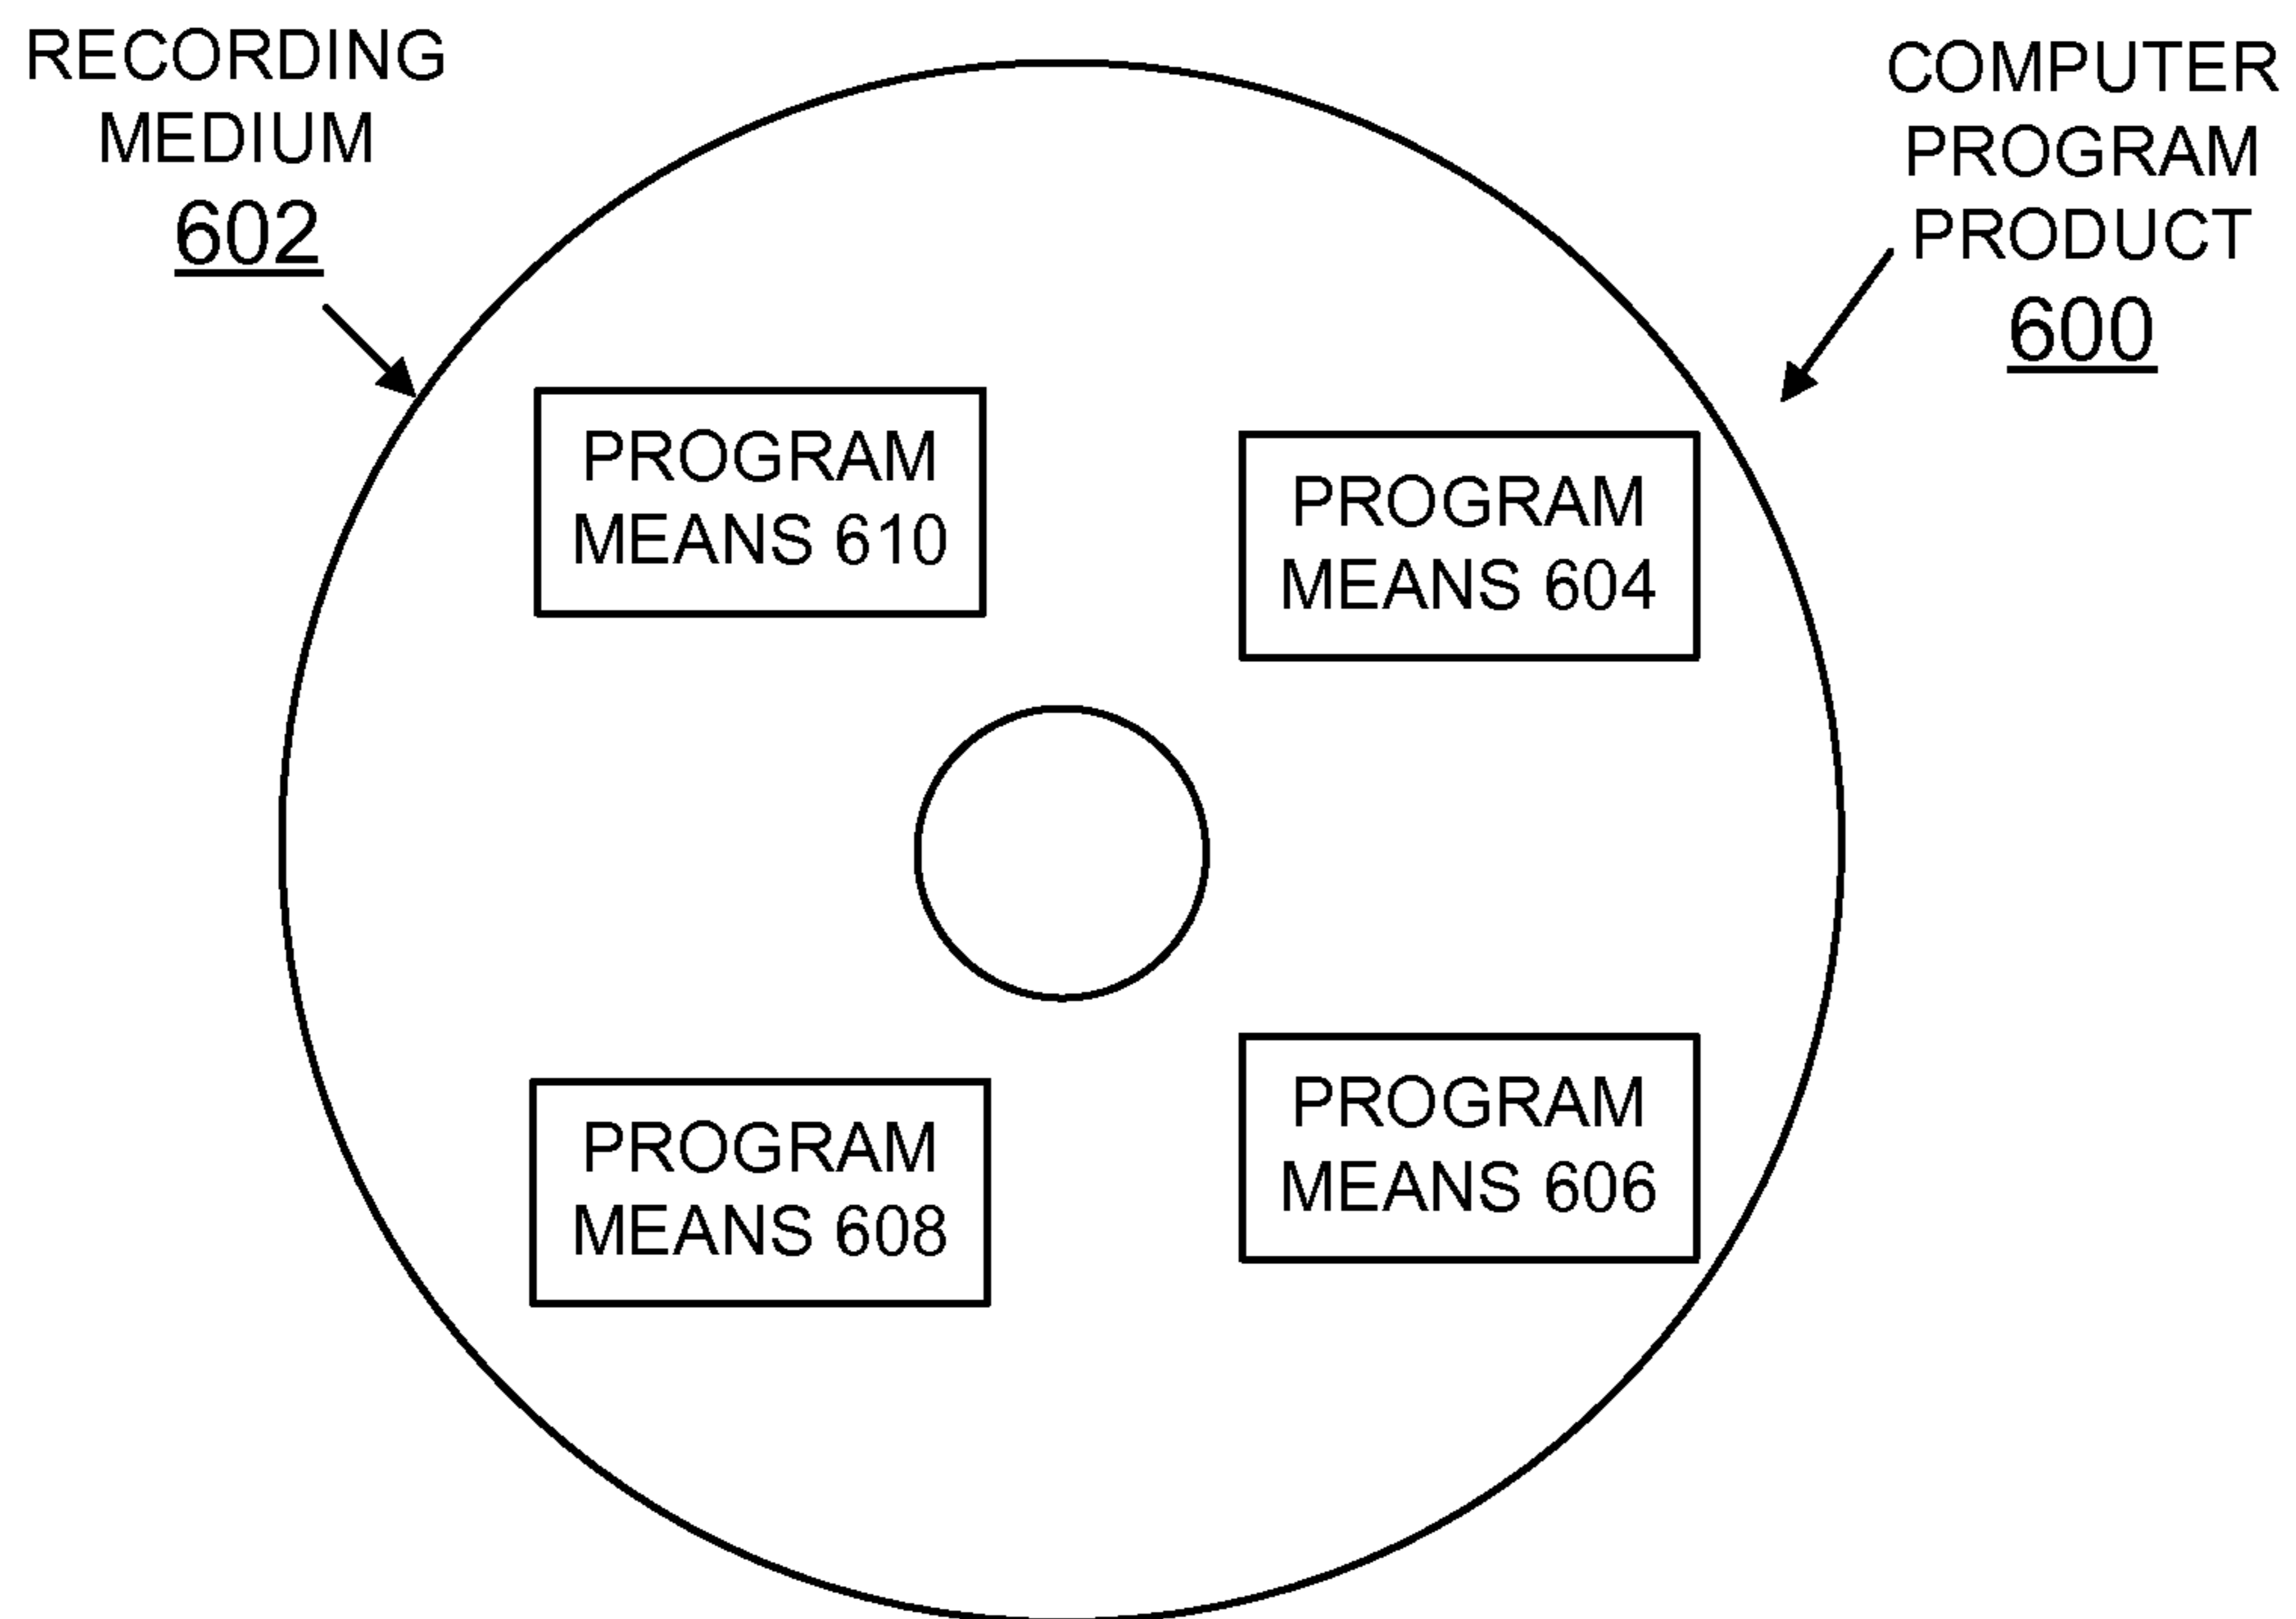 RECORDING
MEDIUM
602
COMPUTER
PROGRAM
PRODUCT
600
PROGRAM
MEANS 610
PROGRAM
MEANS 604
PROGRAM
MEANS 608
PROGRAM
MEANS 606